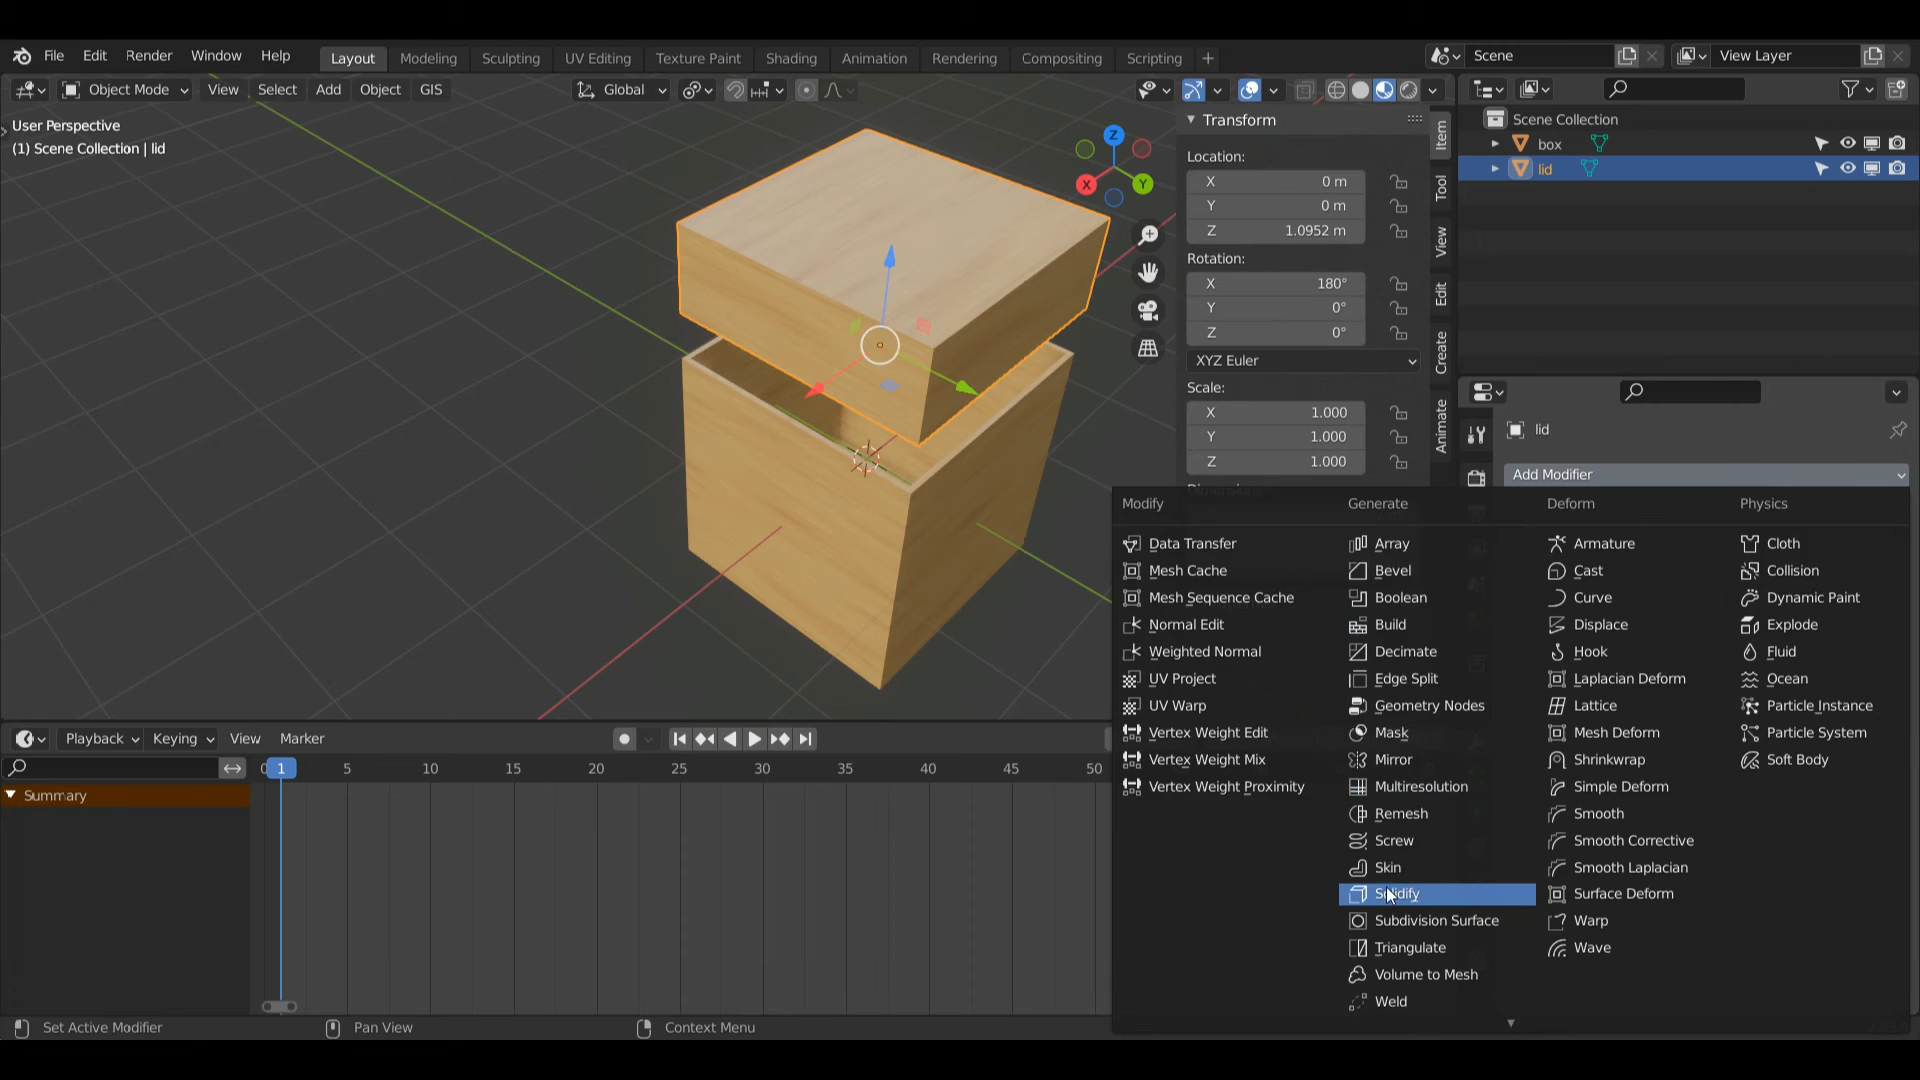 File Edit Render Window Help Layout Modeling Sculpting UV Editing Texture Paint Shading Animation Rendering Compositing Scripting + Scene View Layer
Object Mode View Select Add Object GIS Global
User Perspective
(1) Scene Collection | lid
Z
X
Y
Transform
Location:
X 0 m
Y 0 m
Z 1.0952 m
Rotation:
X 180°
Y 0°
Z 0°
XYZ Euler
Scale:
X 1.000
Y 1.000
Z 1.000
Item
Tool
View
Edit
Create
Animate
Scene Collection
box
lid
lid
Add Modifier
Modify
Data Transfer
Mesh Cache
Mesh Sequence Cache
Normal Edit
Weighted Normal
UV Project
UV Warp
Vertex Weight Edit
Vertex Weight Mix
Vertex Weight Proximity
Generate
Array
Bevel
Boolean
Build
Decimate
Edge Split
Geometry Nodes
Mask
Mirror
Multiresolution
Remesh
Screw
Skin
Solidify
Subdivision Surface
Triangulate
Volume to Mesh
Weld
Deform
Armature
Cast
Curve
Displace
Hook
Laplacian Deform
Lattice
Mesh Deform
Shrinkwrap
Simple Deform
Smooth
Smooth Corrective
Smooth Laplacian
Surface Deform
Warp
Wave
Physics
Cloth
Collision
Dynamic Paint
Explode
Fluid
Ocean
Particle Instance
Particle System
Soft Body
Playback Keying View Marker
0 1 5 10 15 20 25 30 35 40 45 50
Summary
Set Active Modifier Pan View Context Menu